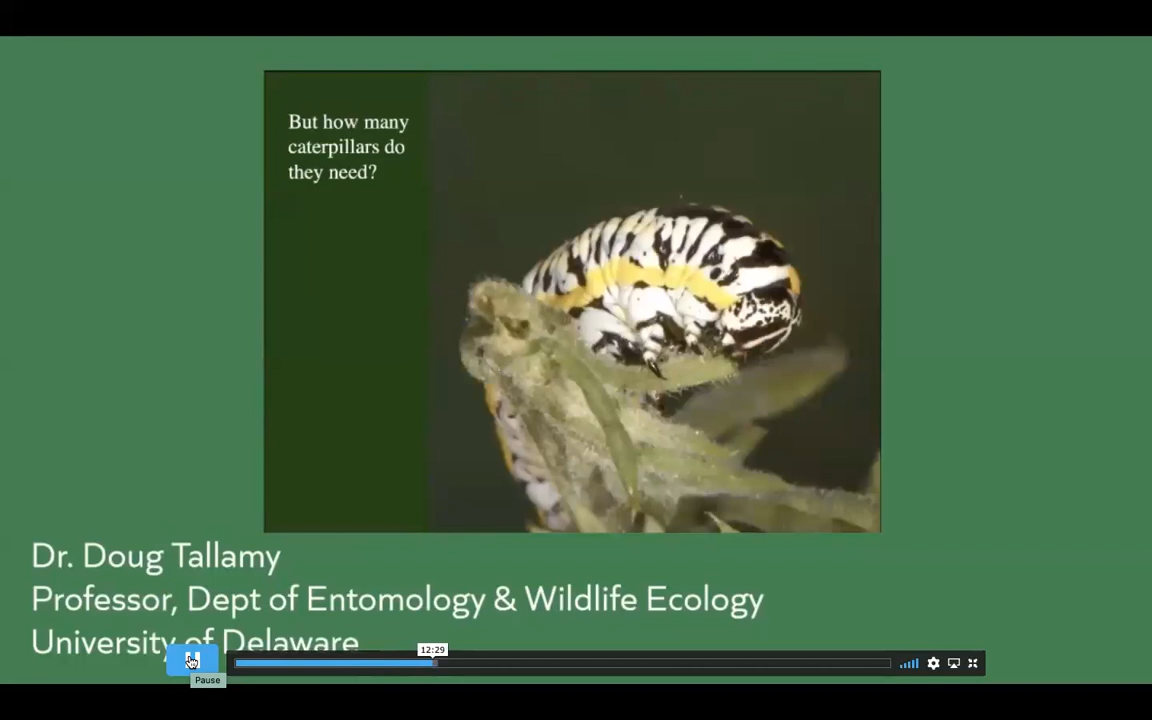 But how many
caterpillars do
they need?
Dr. Doug Tallamy
Professor, Dept of Entomology & Wildlife Ecology
University of Delaware
12:29
Pause